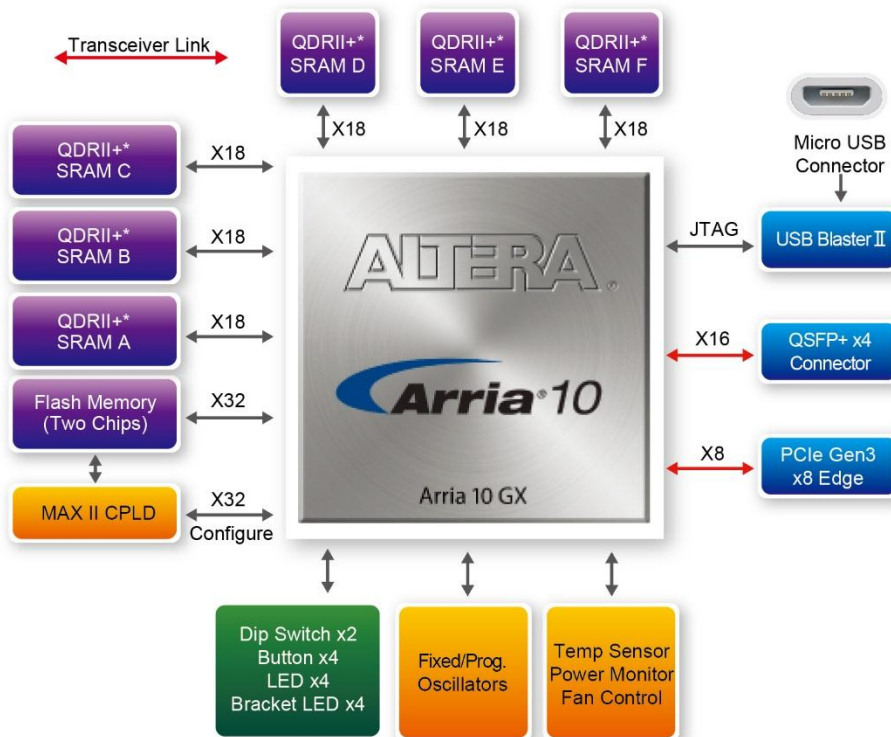 Transceiver Link
QDRII+*
SRAM D
QDRII+*
SRAM E
QDRII+*
SRAM F
X18
X18
X18
Micro USB
Connector
QDRII+*
SRAM C
X18
QDRII+*
SRAM B
X18
QDRII+*
SRAM A
X18
Flash Memory
(Two Chips)
X32
MAX II CPLD
X32
Configure
ALTERA®
Arria® 10
Arria 10 GX
JTAG
USB Blaster II
X16
QSFP+ x4
Connector
X8
PCIe Gen3
x8 Edge
Dip Switch x2
Button x4
LED x4
Bracket LED x4
Fixed/Prog.
Oscillators
Temp Sensor
Power Monitor
Fan Control